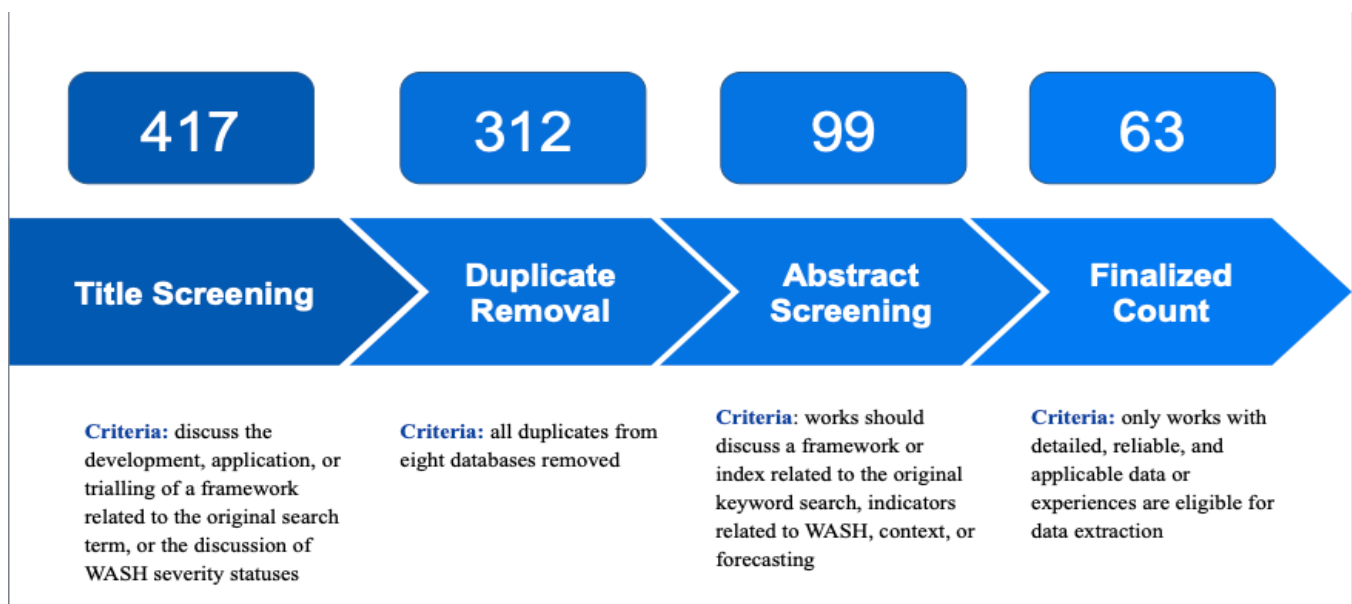 417
312
99
63
Title Screening
Duplicate
Removal
Abstract
Screening
Finalized
Count
Criteria: discuss the
development, application, or
trialling of a framework
related to the original search
term, or the discussion of
WASH severity statuses
Criteria: all duplicates from
eight databases removed
Criteria: works should
discuss a framework or
index related to the original
keyword search, indicators
related to WASH, context, or
forecasting
Criteria: only works with
detailed, reliable, and
applicable data or
experiences are eligible for
data extraction